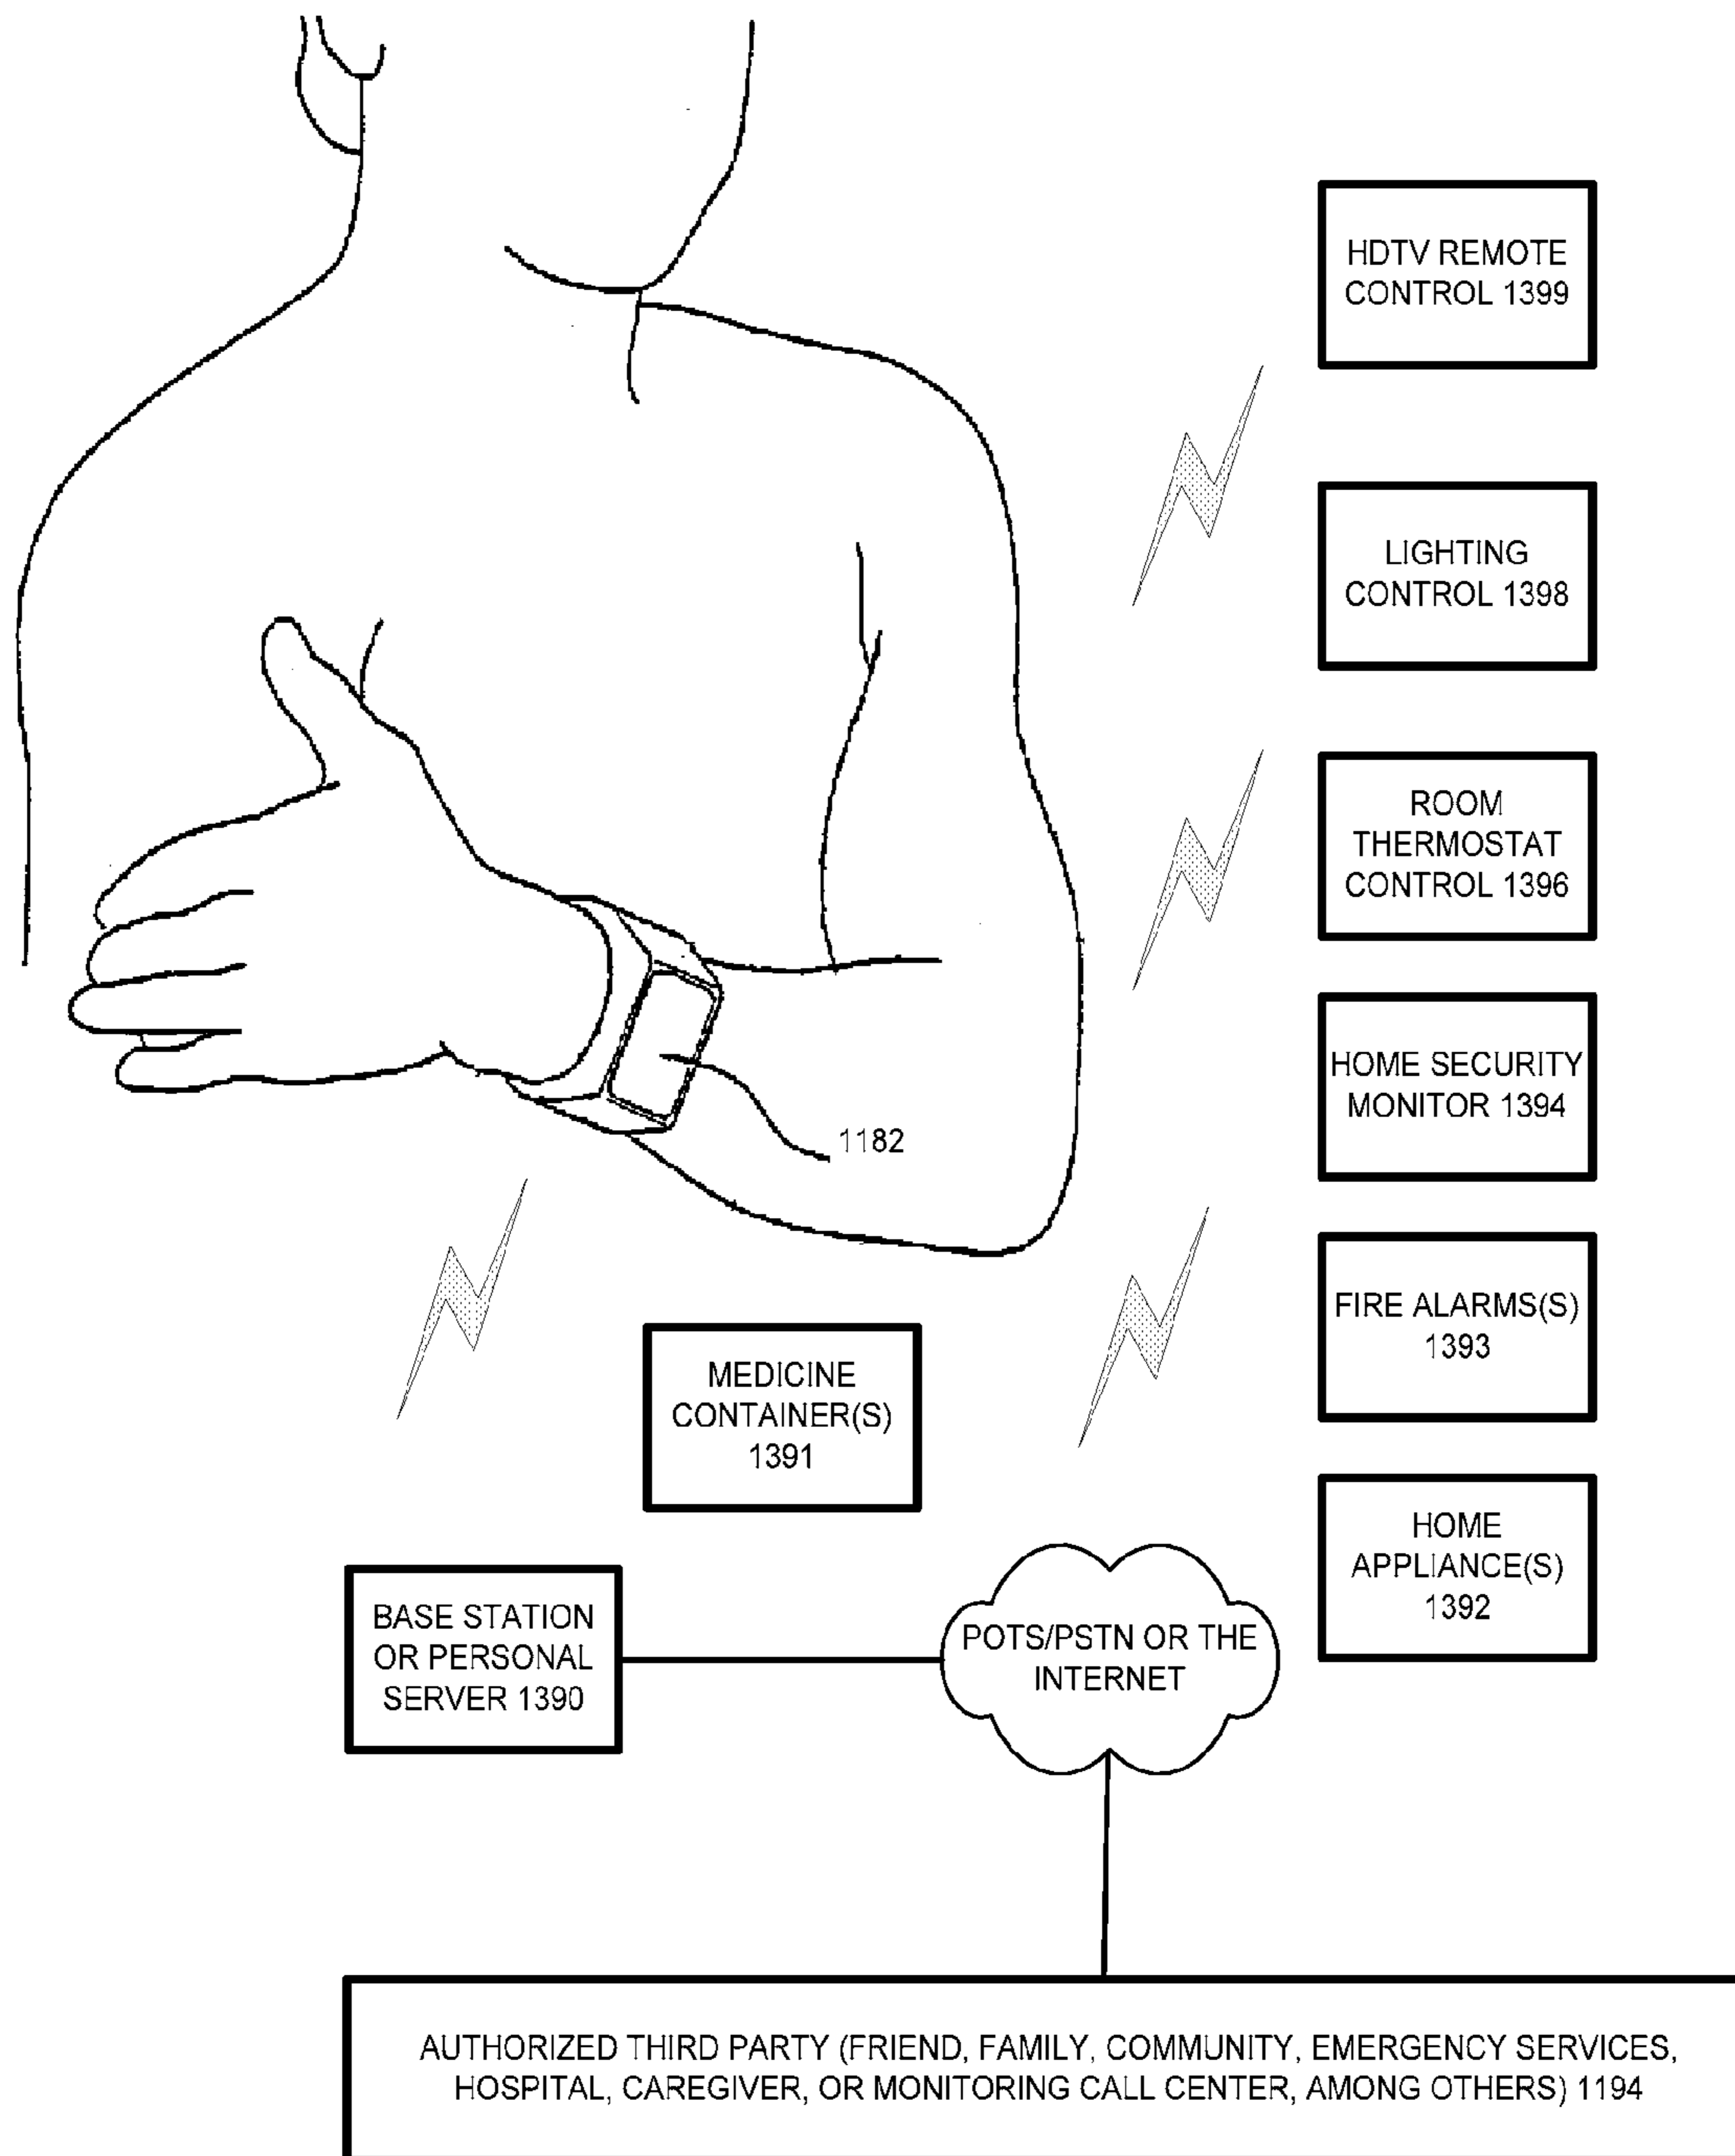 HDTV REMOTE
CONTROL 1399
LIGHTING
CONTROL 1398
ROOM
THERMOSTAT
CONTROL 1396
HOME SECURITY
MONITOR 1394
1182
FIRE ALARMS(S)
1393
MEDICINE
CONTAINER(S)
1391
HOME
APPLIANCE(S)
1392
BASE STATION
OR PERSONAL
SERVER 1390
POTS/PSTN OR THE
INTERNET
AUTHORIZED THIRD PARTY (FRIEND, FAMILY, COMMUNITY, EMERGENCY SERVICES,
HOSPITAL, CAREGIVER, OR MONITORING CALL CENTER, AMONG OTHERS) 1194